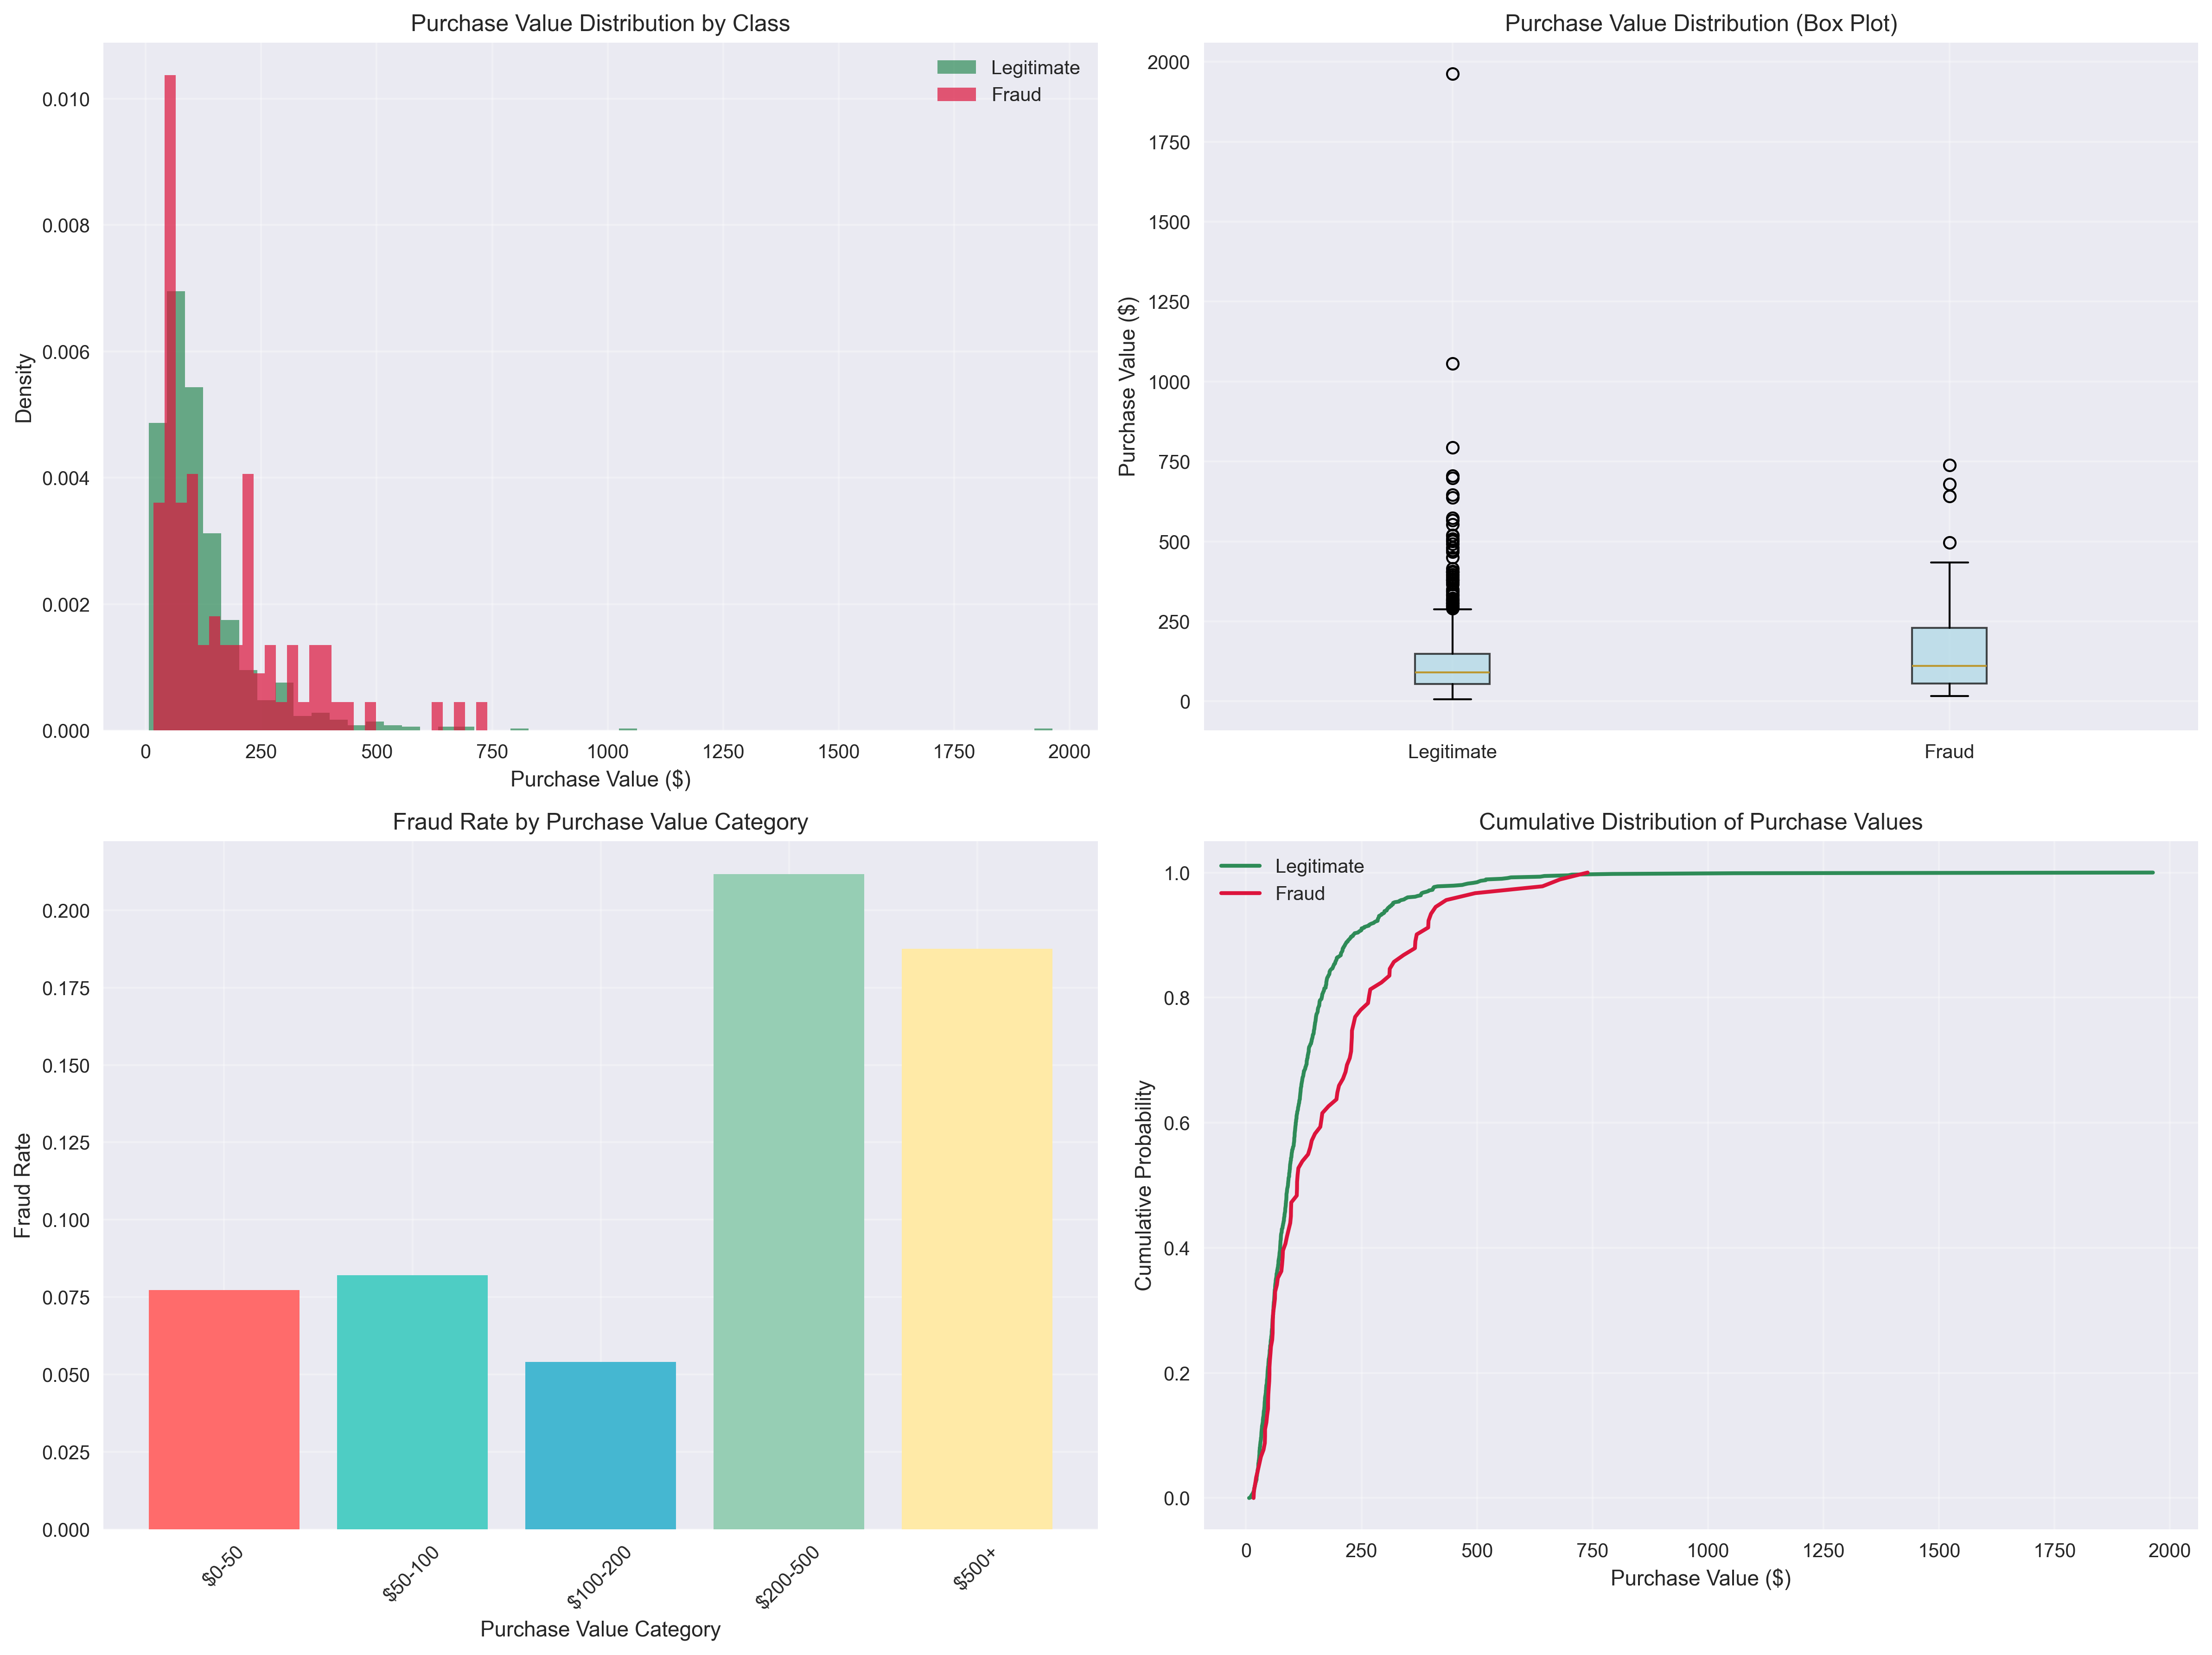 Purchase Value Distribution by Class
Legitimate
Fraud
0.010
0.008
0.006
0.004
0.002
0.000
Density
0 250 500 750 1000 1250 1500 1750 2000
Purchase Value ($)
Purchase Value Distribution (Box Plot)
2000
1750
1500
1250
1000
750
500
250
0
Purchase Value ($)
Legitimate Fraud
Fraud Rate by Purchase Value Category
0.200
0.175
0.150
0.125
0.100
0.075
0.050
0.025
0.000
Fraud Rate
$0-50 $50-100 $100-200 $200-500 $500+
Purchase Value Category
Cumulative Distribution of Purchase Values
Legitimate
Fraud
1.0
0.8
0.6
0.4
0.2
0.0
Cumulative Probability
0 250 500 750 1000 1250 1500 1750 2000
Purchase Value ($)